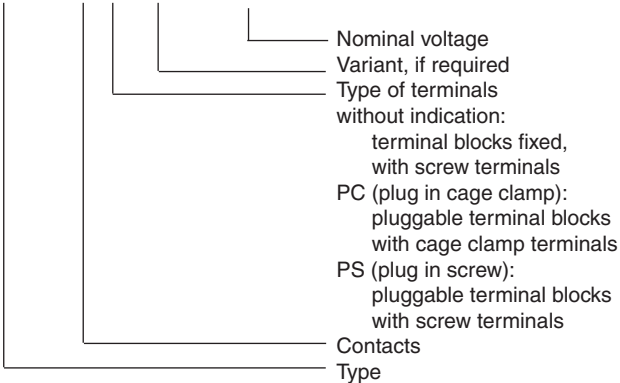 Nominal voltage
Variant, if required
Type of terminals
without indication:
terminal blocks fixed,
with screw terminals
PC (plug in cage clamp):
pluggable terminal blocks
with cage clamp terminals
PS (plug in screw):
pluggable terminal blocks
with screw terminals
Contacts
Type